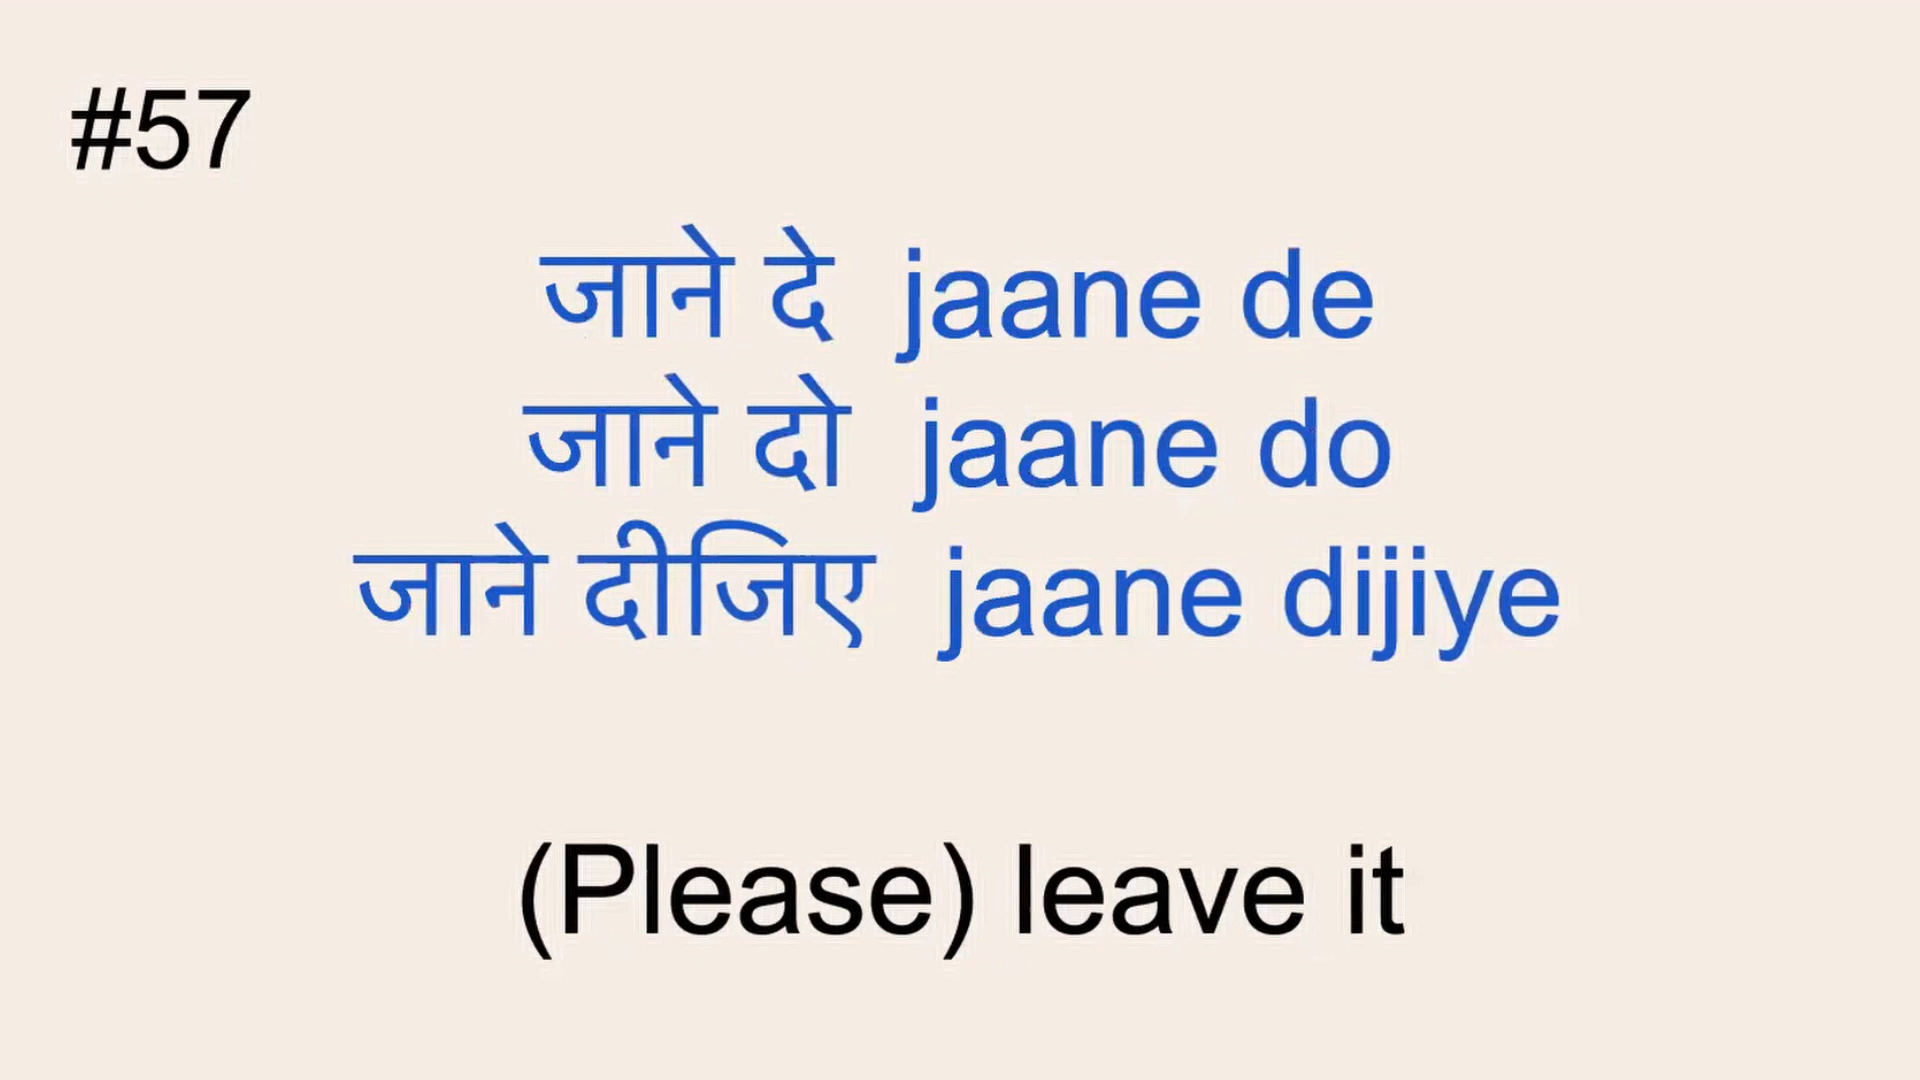 #57
जाने दे jaane de
जाने दो jaane do
जाने दीजिए jaane dijiye
(Please) leave it